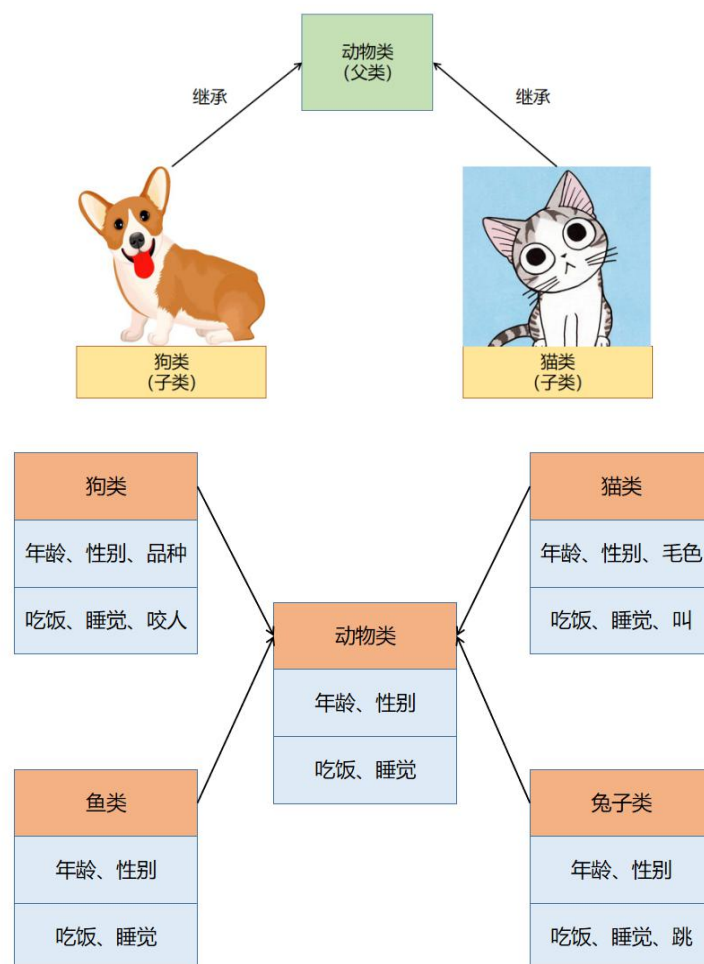 动物类
（父类）
继承
继承
狗类
（子类）
猫类
（子类）
狗类
年龄、性别、品种
吃饭、睡觉、咬人
猫类
年龄、性别、毛色
吃饭、睡觉、叫
动物类
年龄、性别
吃饭、睡觉
鱼类
年龄、性别
吃饭、睡觉
兔子类
年龄、性别
吃饭、睡觉、跳